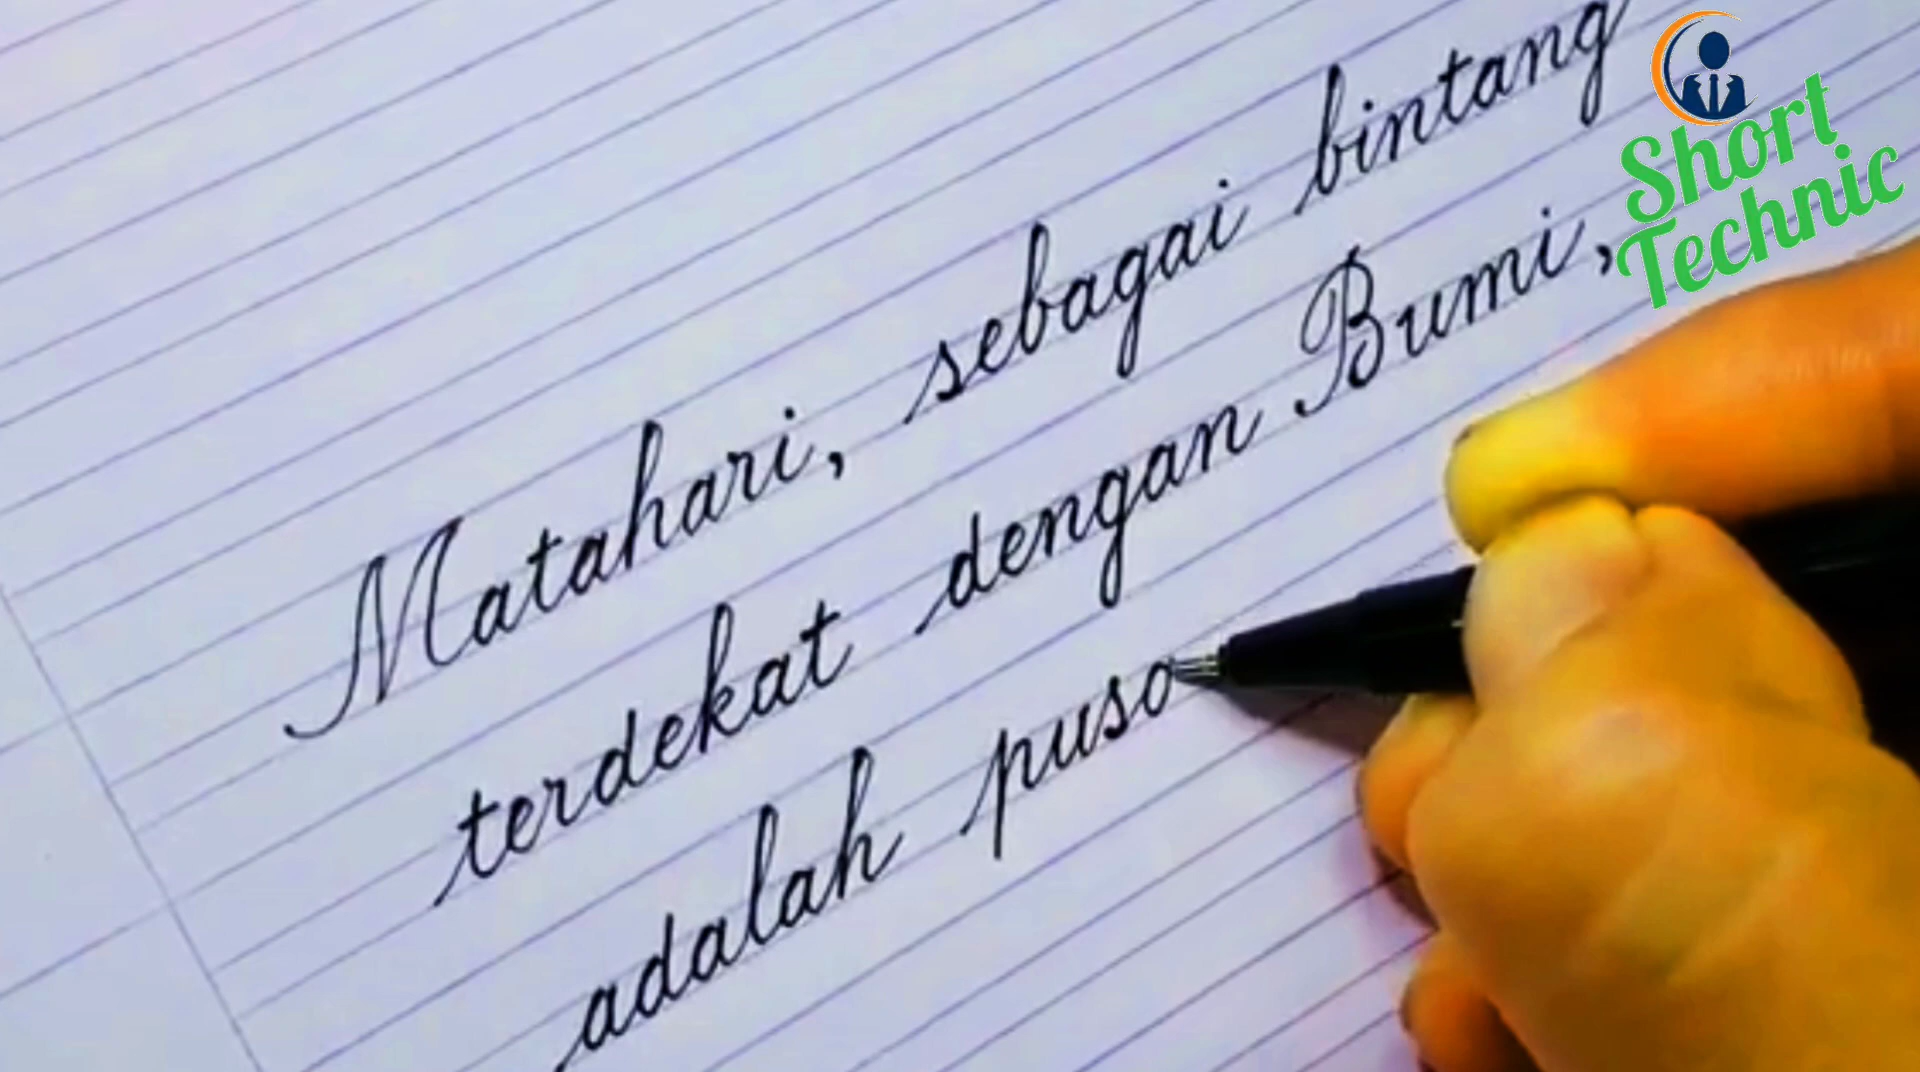 Matahari, sebagai bintang
terdekat dengan Bumi,
adalah puso
Short
Technic